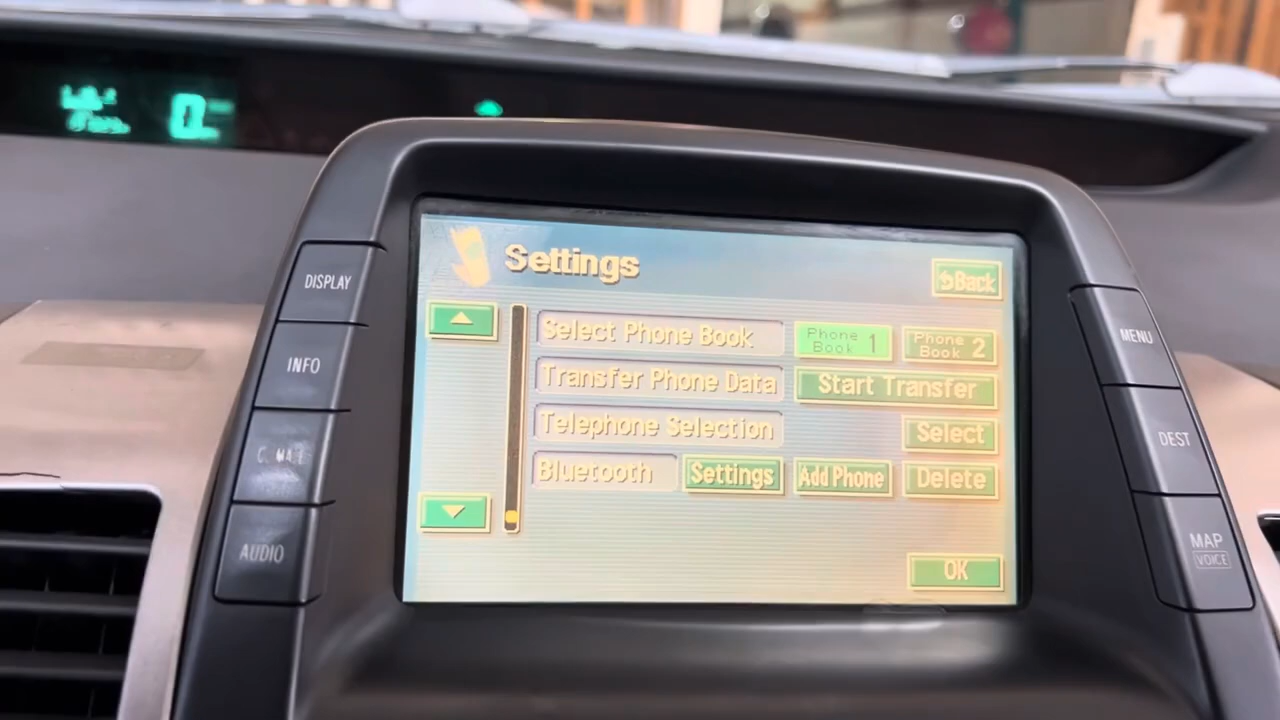 0
Settings
Back
DISPLAY
INFO
AUDIO
Select Phone Book
Phone Book 1
Phone Book 2
Transfer Phone Data
Start Transfer
Telephone Selection
Select
Bluetooth
Settings
Add Phone
Delete
OK
MENU
DEST
MAP
VOICE